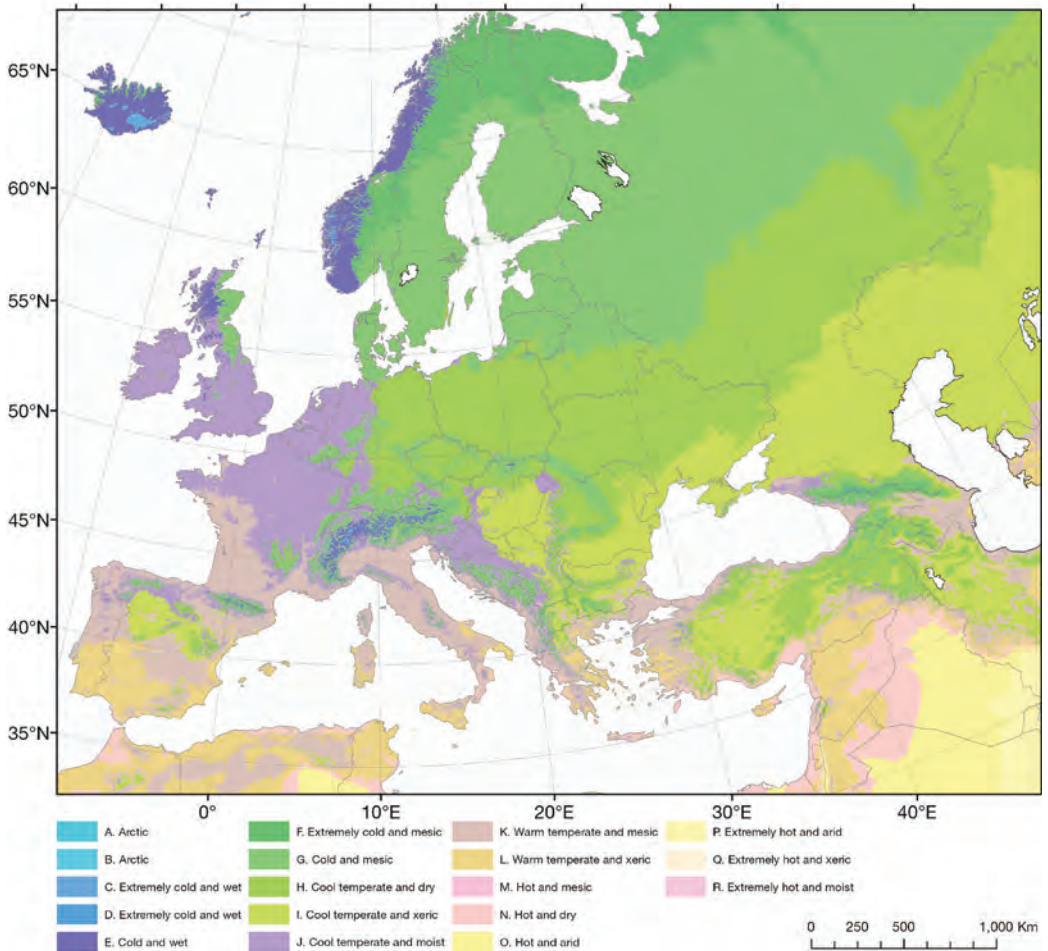 65°N
60°N
55°N
50°N
45°N
40°N
35°N
0°
10°E
20°E
30°E
40°E
A. Arctic
B. Arctic
C. Extremely cold and wet
D. Extremely cold and wet
E. Cold and wet
F. Extremely cold and mesic
G. Cold and mesic
H. Cool temperate and dry
I. Cool temperate and xeric
J. Cool temperate and moist
K. Warm temperate and mesic
L. Warm temperate and xeric
M. Hot and mesic
N. Hot and dry
O. Hot and arid
P. Extremely hot and arid
Q. Extremely hot and xeric
R. Extremely hot and moist
0 250 500 1,000 Km